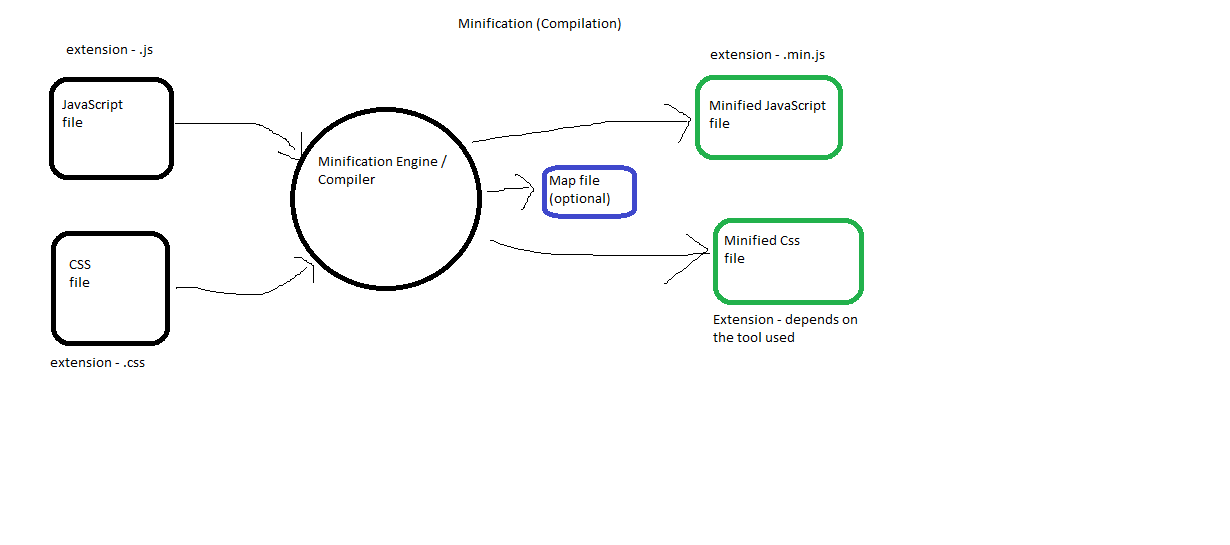 Minification (Compilation)
extension - .js
extension - .min.js
JavaScript
file
Minification Engine /
Compiler
Minified JavaScript
file
Map file
(optional)
CSS
file
Minified Css
file
extension - .css
Extension - depends on
the tool used